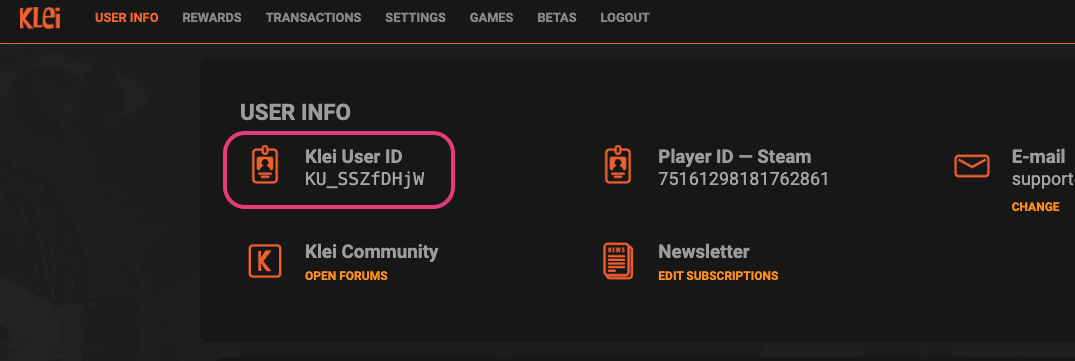 Klei USER INFO REWARDS TRANSACTIONS SETTINGS GAMES BETAS LOGOUT
USER INFO
Klei User ID
KU_SSZfDHjW
Player ID — Steam
75161298181762861
E-mail
support
CHANGE
K
Klei Community
OPEN FORUMS
NEWS
Newsletter
EDIT SUBSCRIPTIONS